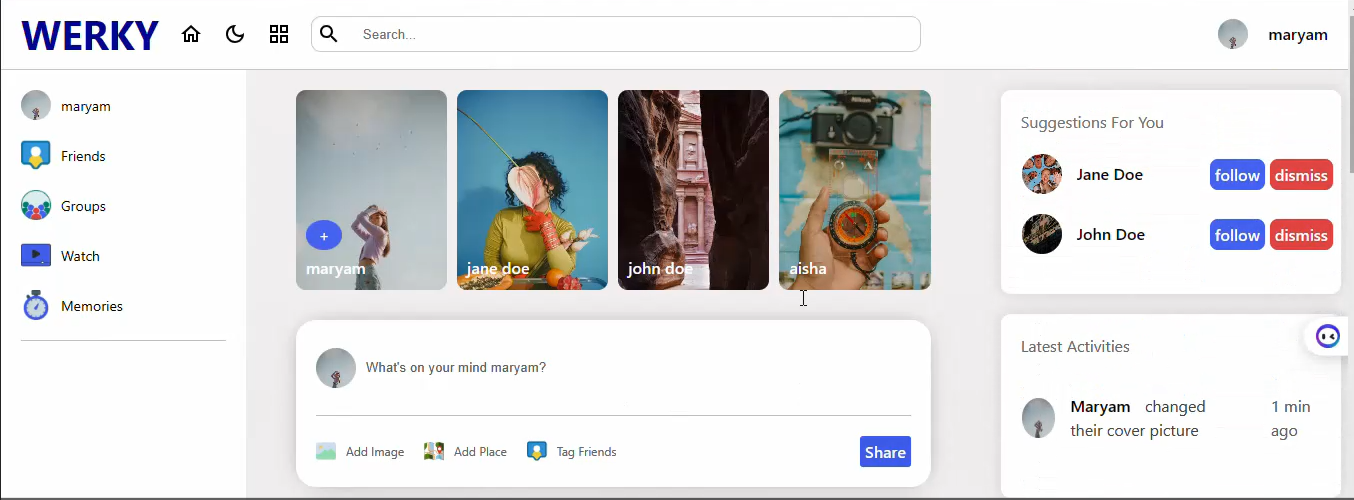 WERKY
Search...
maryam
maryam
Friends
Groups
Watch
Memories
+
maryam
jane doe
john doe
aisha
Nikon
What's on your mind maryam?
Add Image
Add Place
Tag Friends
Share
Suggestions For You
Jane Doe
follow
dismiss
John Doe
follow
dismiss
Latest Activities
Maryam changed
their cover picture
1 min
ago